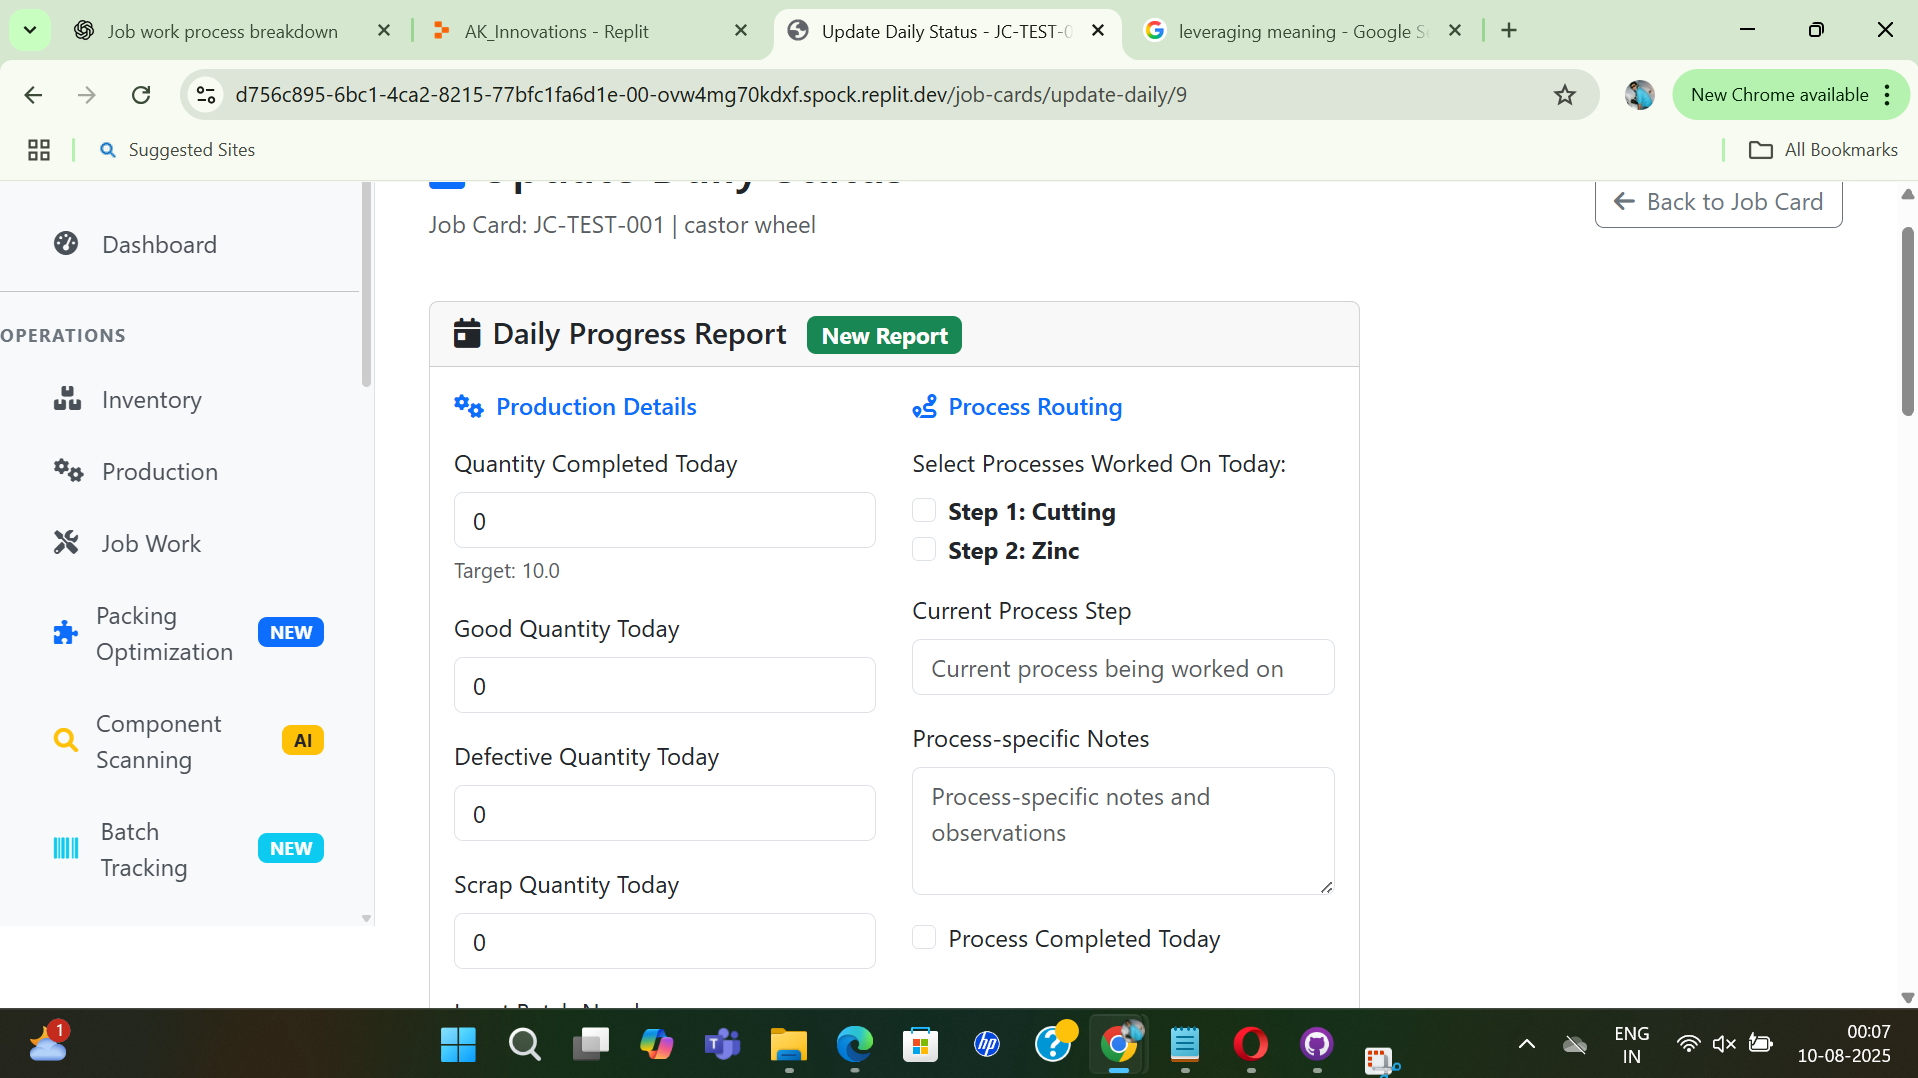 Job work process breakdown
AK_Innovations - Replit
Update Daily Status - JC-TEST-0
leveraging meaning - Google S
d756c895-6bc1-4ca2-8215-77bfc1fa6d1e-00-ovw4mg70kdxf.spock.replit.dev/job-cards/update-daily/9
New Chrome available
Suggested Sites
All Bookmarks
Dashboard
OPERATIONS
Inventory
Production
Job Work
Packing
Optimization
NEW
Component
Scanning
AI
Batch
Tracking
NEW
Update Daily Status
Job Card: JC-TEST-001 | castor wheel
Back to Job Card
Daily Progress Report
New Report
Production Details
Quantity Completed Today
0
Target: 10.0
Good Quantity Today
0
Defective Quantity Today
0
Scrap Quantity Today
0
Process Routing
Select Processes Worked On Today:
Step 1: Cutting
Step 2: Zinc
Current Process Step
Current process being worked on
Process-specific Notes
Process-specific notes and
observations
Process Completed Today
1
hp
ENG
IN
00:07
10-08-2025